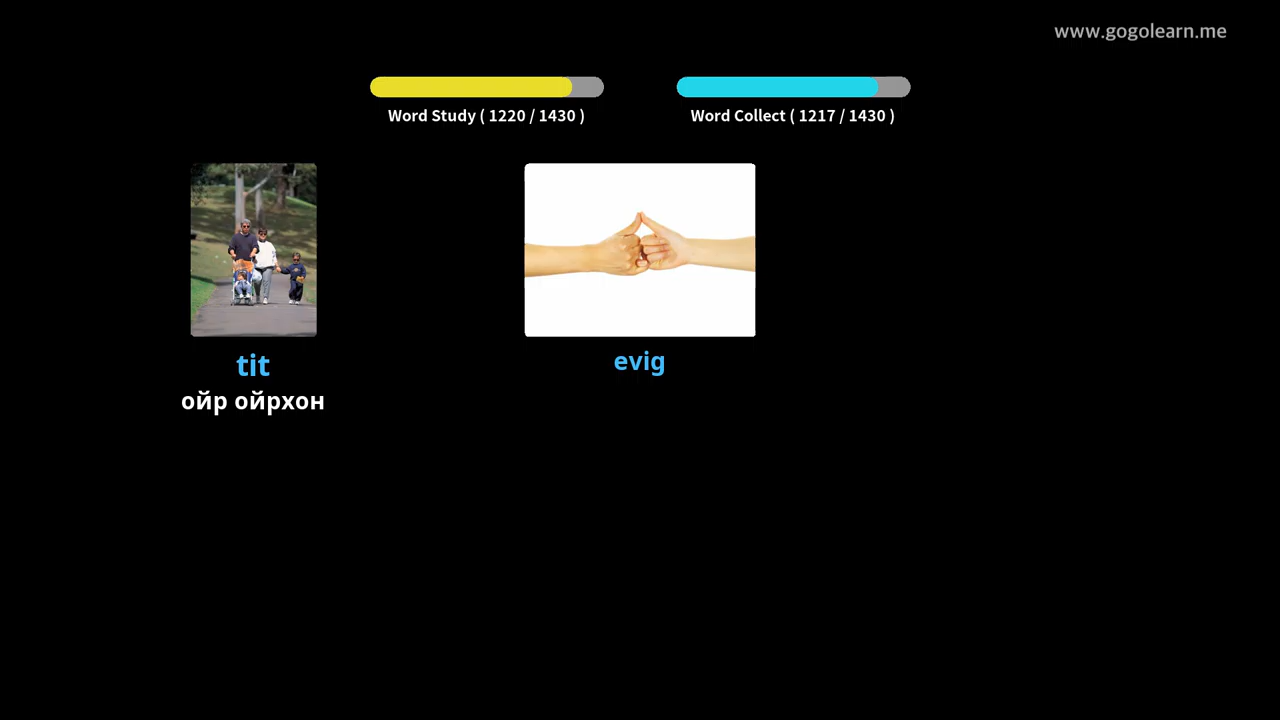 www.gogolearn.me
Word Study ( 1220 / 1430 )
Word Collect ( 1217 / 1430 )
tit
ойр ойрхон
evig